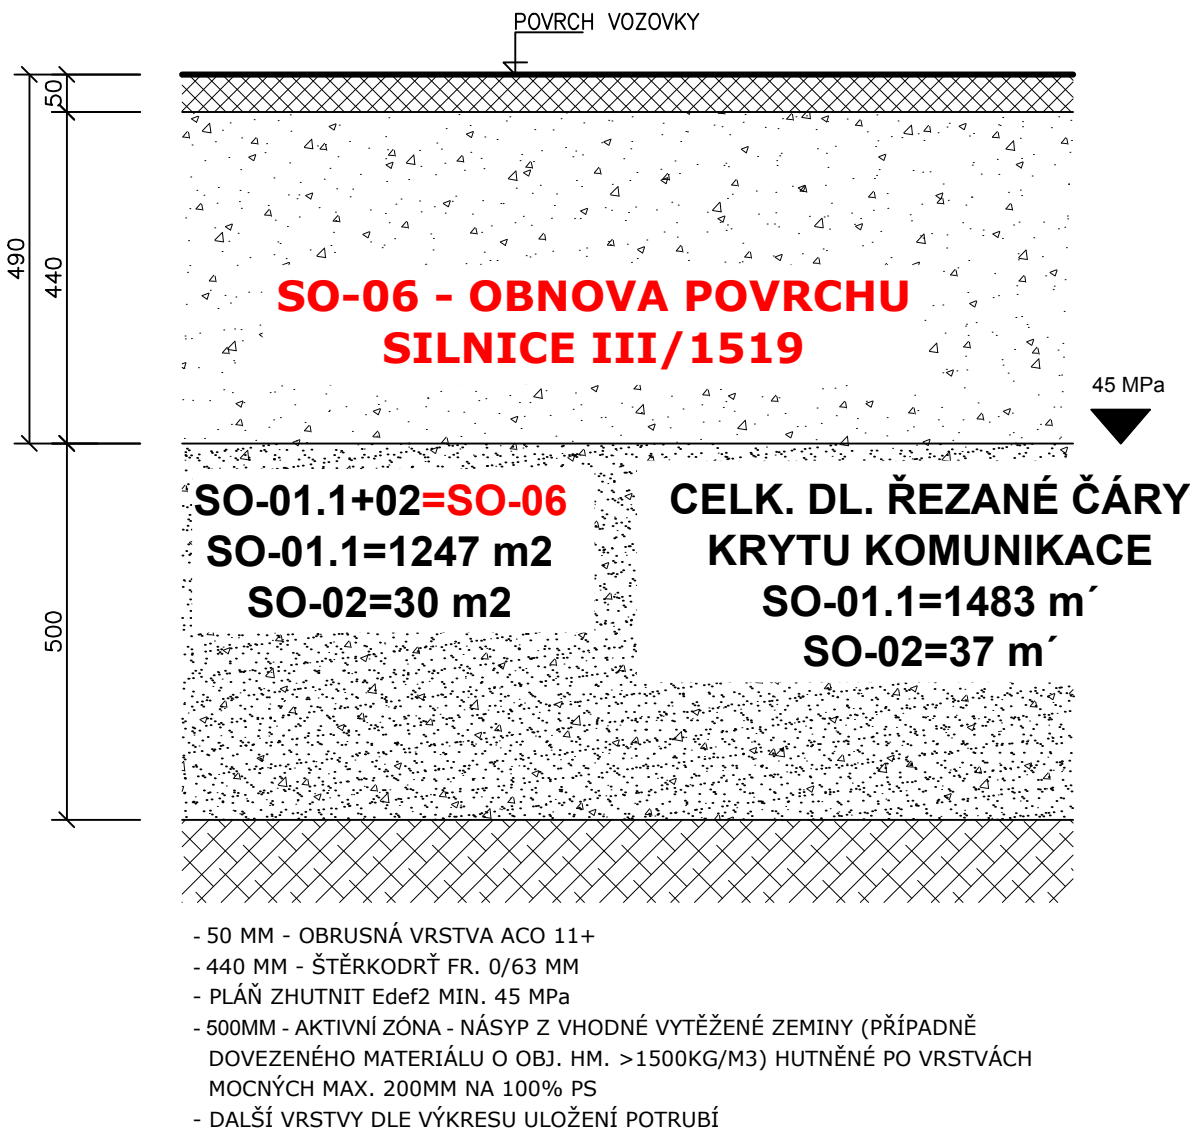 POVRCH VOZOVKY
50
490
440
SO-06 - OBNOVA POVRCHU
SILNICE III/1519
45 MPa
SO-01.1+02=SO-06
SO-01.1=1247 m2
SO-02=30 m2
CELK. DL. ŘEZANÉ ČÁRY
KRYTU KOMUNIKACE
SO-01.1=1483 m´
SO-02=37 m´
500
- 50 MM - OBRUSNÁ VRSTVA ACO 11+
- 440 MM - ŠTĚRKODRŤ FR. 0/63 MM
- PLÁŇ ZHUTNIT Edef2 MIN. 45 MPa
- 500MM - AKTIVNÍ ZÓNA - NÁSYP Z VHODNÉ VYTĚŽENÉ ZEMINY (PŘÍPADNĚ
DOVEZENÉHO MATERIÁLU O OBJ. HM. >1500KG/M3) HUTNĚNÉ PO VRSTVÁCH
MOCNÝCH MAX. 200MM NA 100% PS
- DALŠÍ VRSTVY DLE VÝKRESU ULOŽENÍ POTRUBÍ